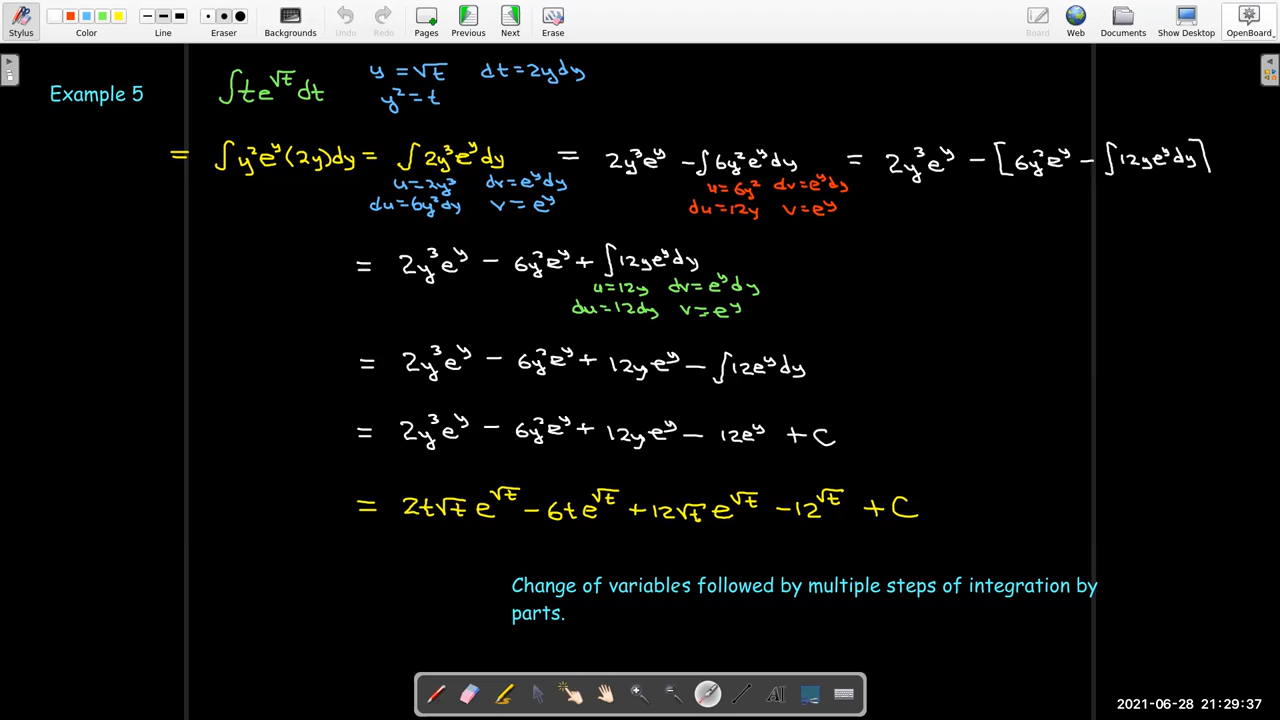 Stylus Color Line Eraser Backgrounds Undo Redo Pages Previous Next Erase Board Web Documents Show Desktop OpenBoard
Example 5 ∫te^√t dt y = √t dt = 2ydy
y² = t
= ∫y²e^y(2y)dy = ∫2y³e^y dy = 2y³e^y - ∫6y²e^y dy = 2y³e^y - [6y²e^y - ∫12ye^y dy]
u=2y³ dv=e^y dy u=6y² dv=e^y dy
du=6y²dy v=e^y du=12y v=e^y
= 2y³e^y - 6y²e^y + ∫12ye^y dy
u=12y dv=e^y dy
du=12dy v=e^y
= 2y³e^y - 6y²e^y + 12ye^y - ∫12e^y dy
= 2y³e^y - 6y²e^y + 12ye^y - 12e^y + C
= 2t√t e^√t - 6te^√t + 12√t e^√t - 12^√t + C
Change of variables followed by multiple steps of integration by
parts.
2021-06-28 21:29:37